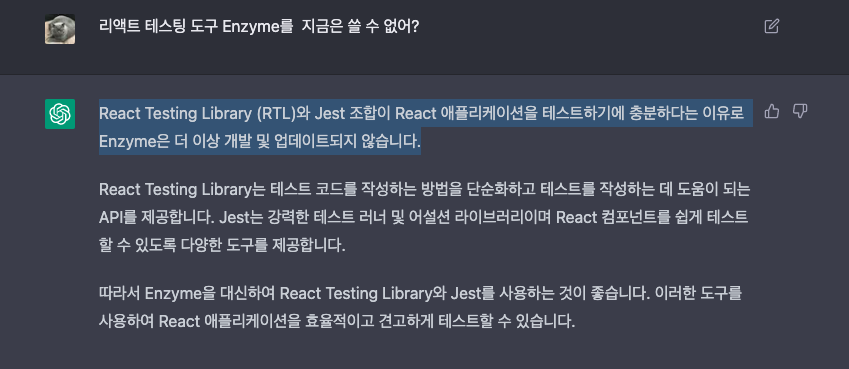 리액트 테스팅 도구 Enzyme를  지금은 쓸 수 없어?
React Testing Library (RTL)와 Jest 조합이 React 애플리케이션을 테스트하기에 충분하다는 이유로
Enzyme은 더 이상 개발 및 업데이트되지 않습니다.
React Testing Library는 테스트 코드를 작성하는 방법을 단순화하고 테스트를 작성하는 데 도움이 되는
API를 제공합니다. Jest는 강력한 테스트 러너 및 어설션 라이브러리이며 React 컴포넌트를 쉽게 테스트
할 수 있도록 다양한 도구를 제공합니다.
따라서 Enzyme을 대신하여 React Testing Library와 Jest를 사용하는 것이 좋습니다. 이러한 도구를
사용하여 React 애플리케이션을 효율적이고 견고하게 테스트할 수 있습니다.